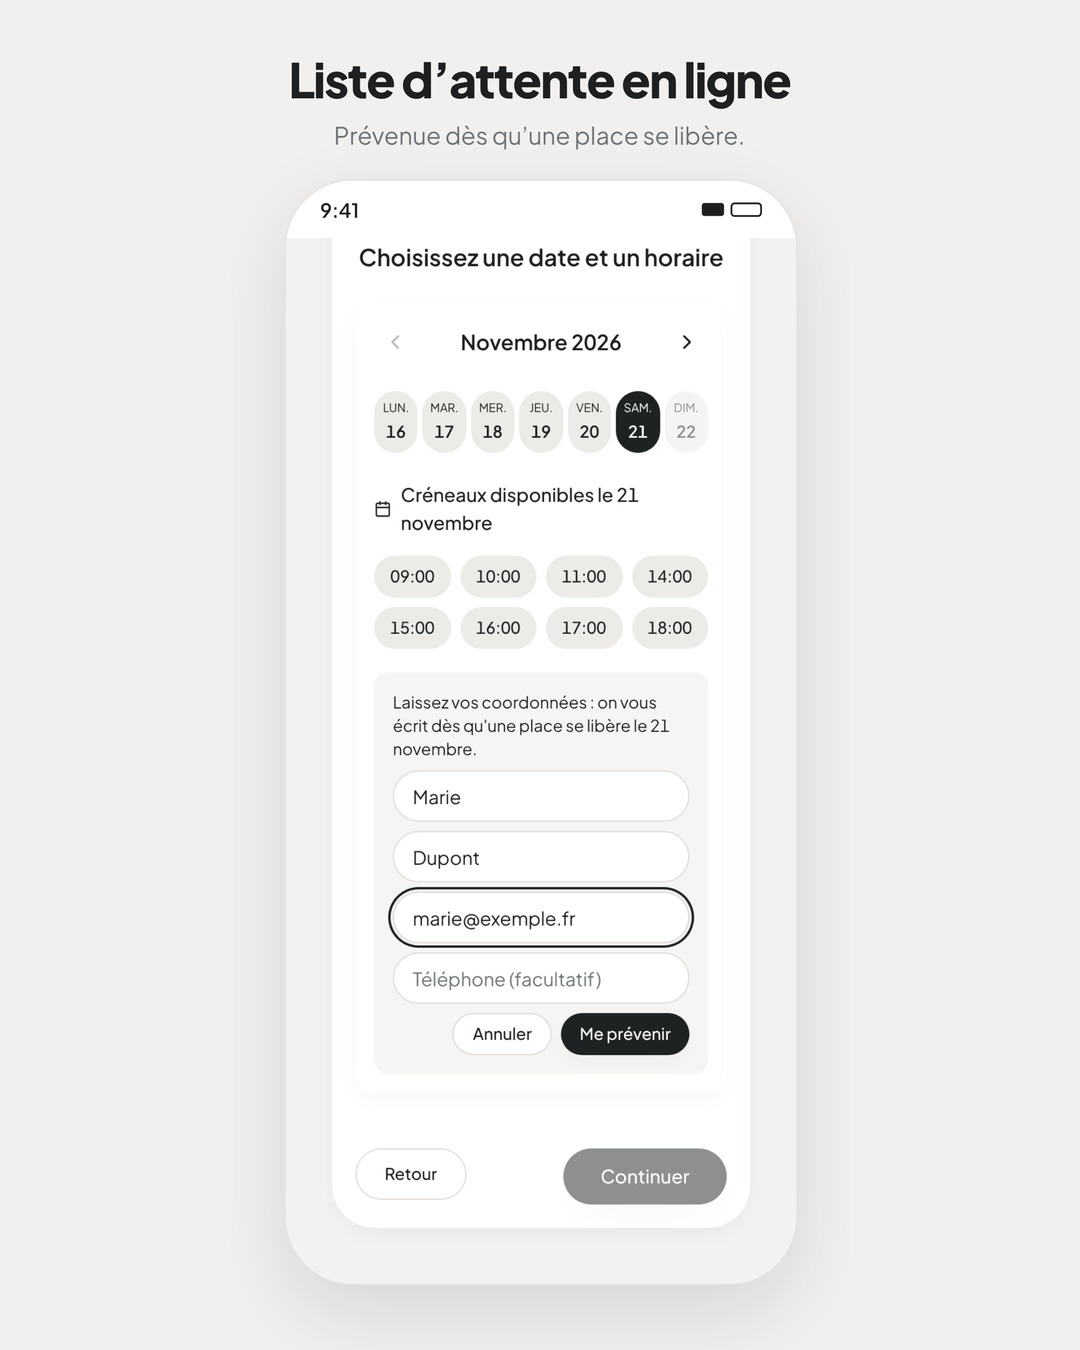 Liste d’attente en ligne
Prévenue dès qu’une place se libère.
9:41
Choisissez une date et un horaire
Novembre 2026
LUN. MAR. MER. JEU. VEN. SAM. DIM.
16 17 18 19 20 21 22
Créneaux disponibles le 21
novembre
09:00 10:00 11:00 14:00
15:00 16:00 17:00 18:00
Laissez vos coordonnées : on vous
écrit dès qu'une place se libère le 21
novembre.
Marie
Dupont
marie@exemple.fr
Téléphone (facultatif)
Annuler Me prévenir
Retour Continuer